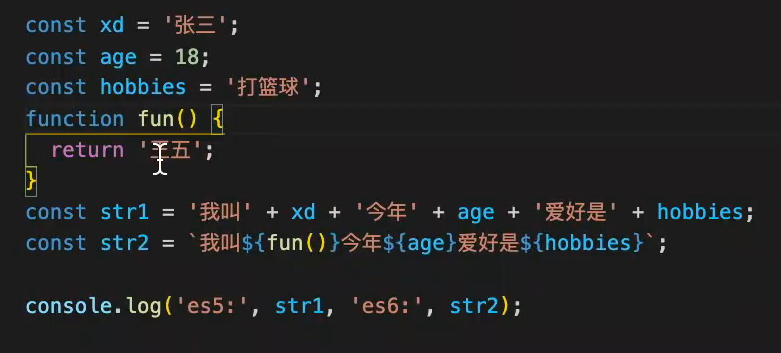 const xd = '张三';
const age = 18;
const hobbies = '打篮球';
function fun() {
return '王五';
}
const str1 = '我叫' + xd + '今年' + age + '爱好是' + hobbies;
const str2 = `我叫${fun()}今年${age}爱好是${hobbies}`;
console.log('es5:', str1, 'es6:', str2);